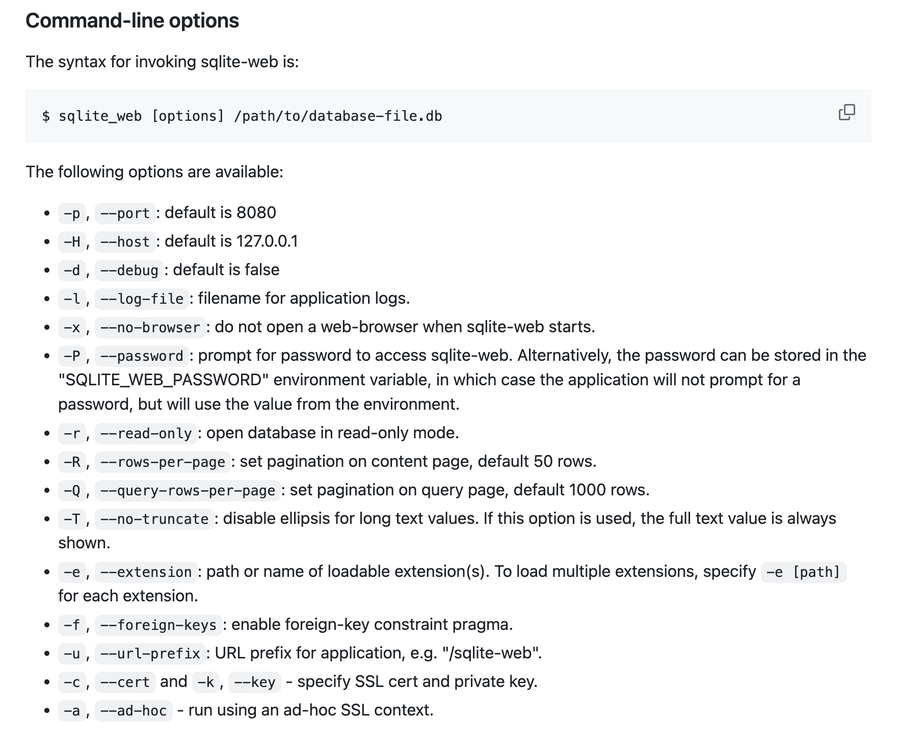 Command-line options
The syntax for invoking sqlite-web is:
$ sqlite_web [options] /path/to/database-file.db
The following options are available:
• -p, --port: default is 8080
• -H, --host: default is 127.0.0.1
• -d, --debug: default is false
• -l, --log-file: filename for application logs.
• -x, --no-browser: do not open a web-browser when sqlite-web starts.
• -P, --password: prompt for password to access sqlite-web. Alternatively, the password can be stored in the
"SQLITE_WEB_PASSWORD" environment variable, in which case the application will not prompt for a
password, but will use the value from the environment.
• -r, --read-only: open database in read-only mode.
• -R, --rows-per-page: set pagination on content page, default 50 rows.
• -Q, --query-rows-per-page: set pagination on query page, default 1000 rows.
• -T, --no-truncate: disable ellipsis for long text values. If this option is used, the full text value is always
shown.
• -e, --extension: path or name of loadable extension(s). To load multiple extensions, specify -e [path]
for each extension.
• -f, --foreign-keys: enable foreign-key constraint pragma.
• -u, --url-prefix: URL prefix for application, e.g. "/sqlite-web".
• -c, --cert and -k, --key - specify SSL cert and private key.
• -a, --ad-hoc - run using an ad-hoc SSL context.